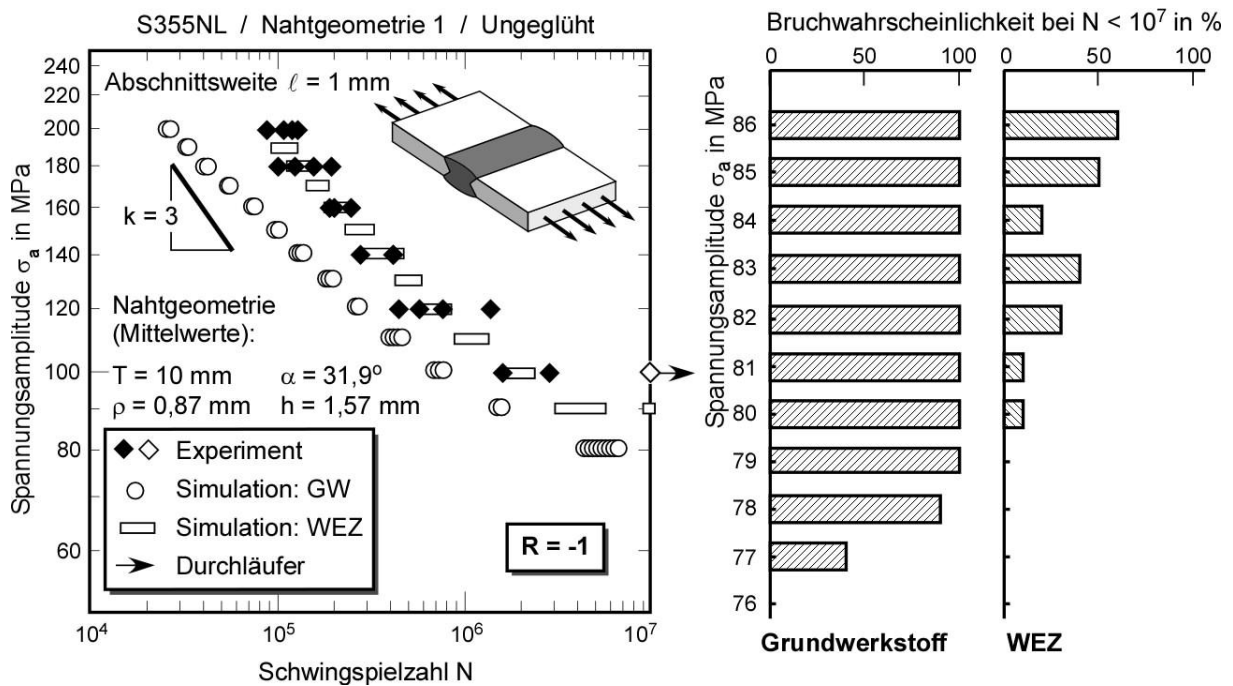 S355NL / Nahtgeometrie 1 / Ungeglüht
Spannungsamplitude σa in MPa
240
220
200
180
160
140
120
100
80
60
Abschnittsweite ℓ = 1 mm
k = 3
Nahtgeometrie
(Mittelwerte):
T = 10 mm α = 31,9º
ρ = 0,87 mm h = 1,57 mm
Experiment
Simulation: GW
Simulation: WEZ
Durchläufer
R = -1
10⁴ 10⁵ 10⁶ 10⁷
Schwingspielzahl N
Bruchwahrscheinlichkeit bei N < 10⁷ in %
0 50 100 0 50 100
Spannungsamplitude σa in MPa
86
85
84
83
82
81
80
79
78
77
76
Grundwerkstoff WEZ